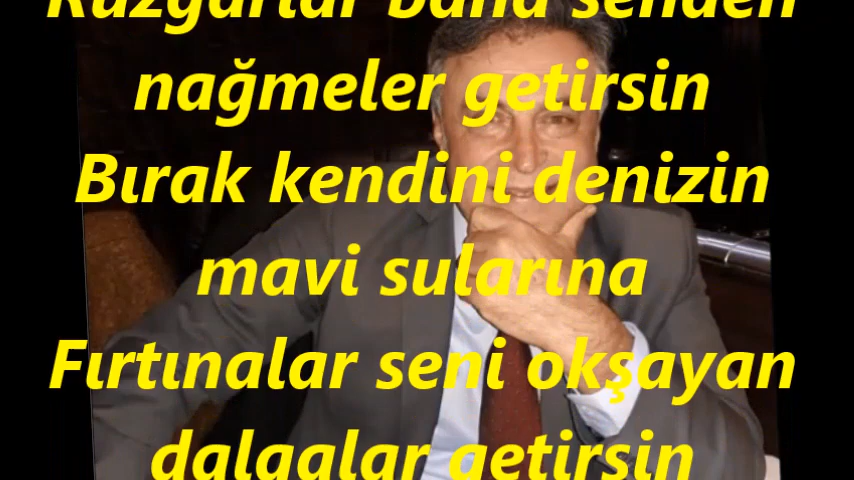 Rüzgarlar bana senden
nağmeler getirsin
Bırak kendini denizin
mavi sularına
Fırtınalar seni okşayan
dalgalar getirsin